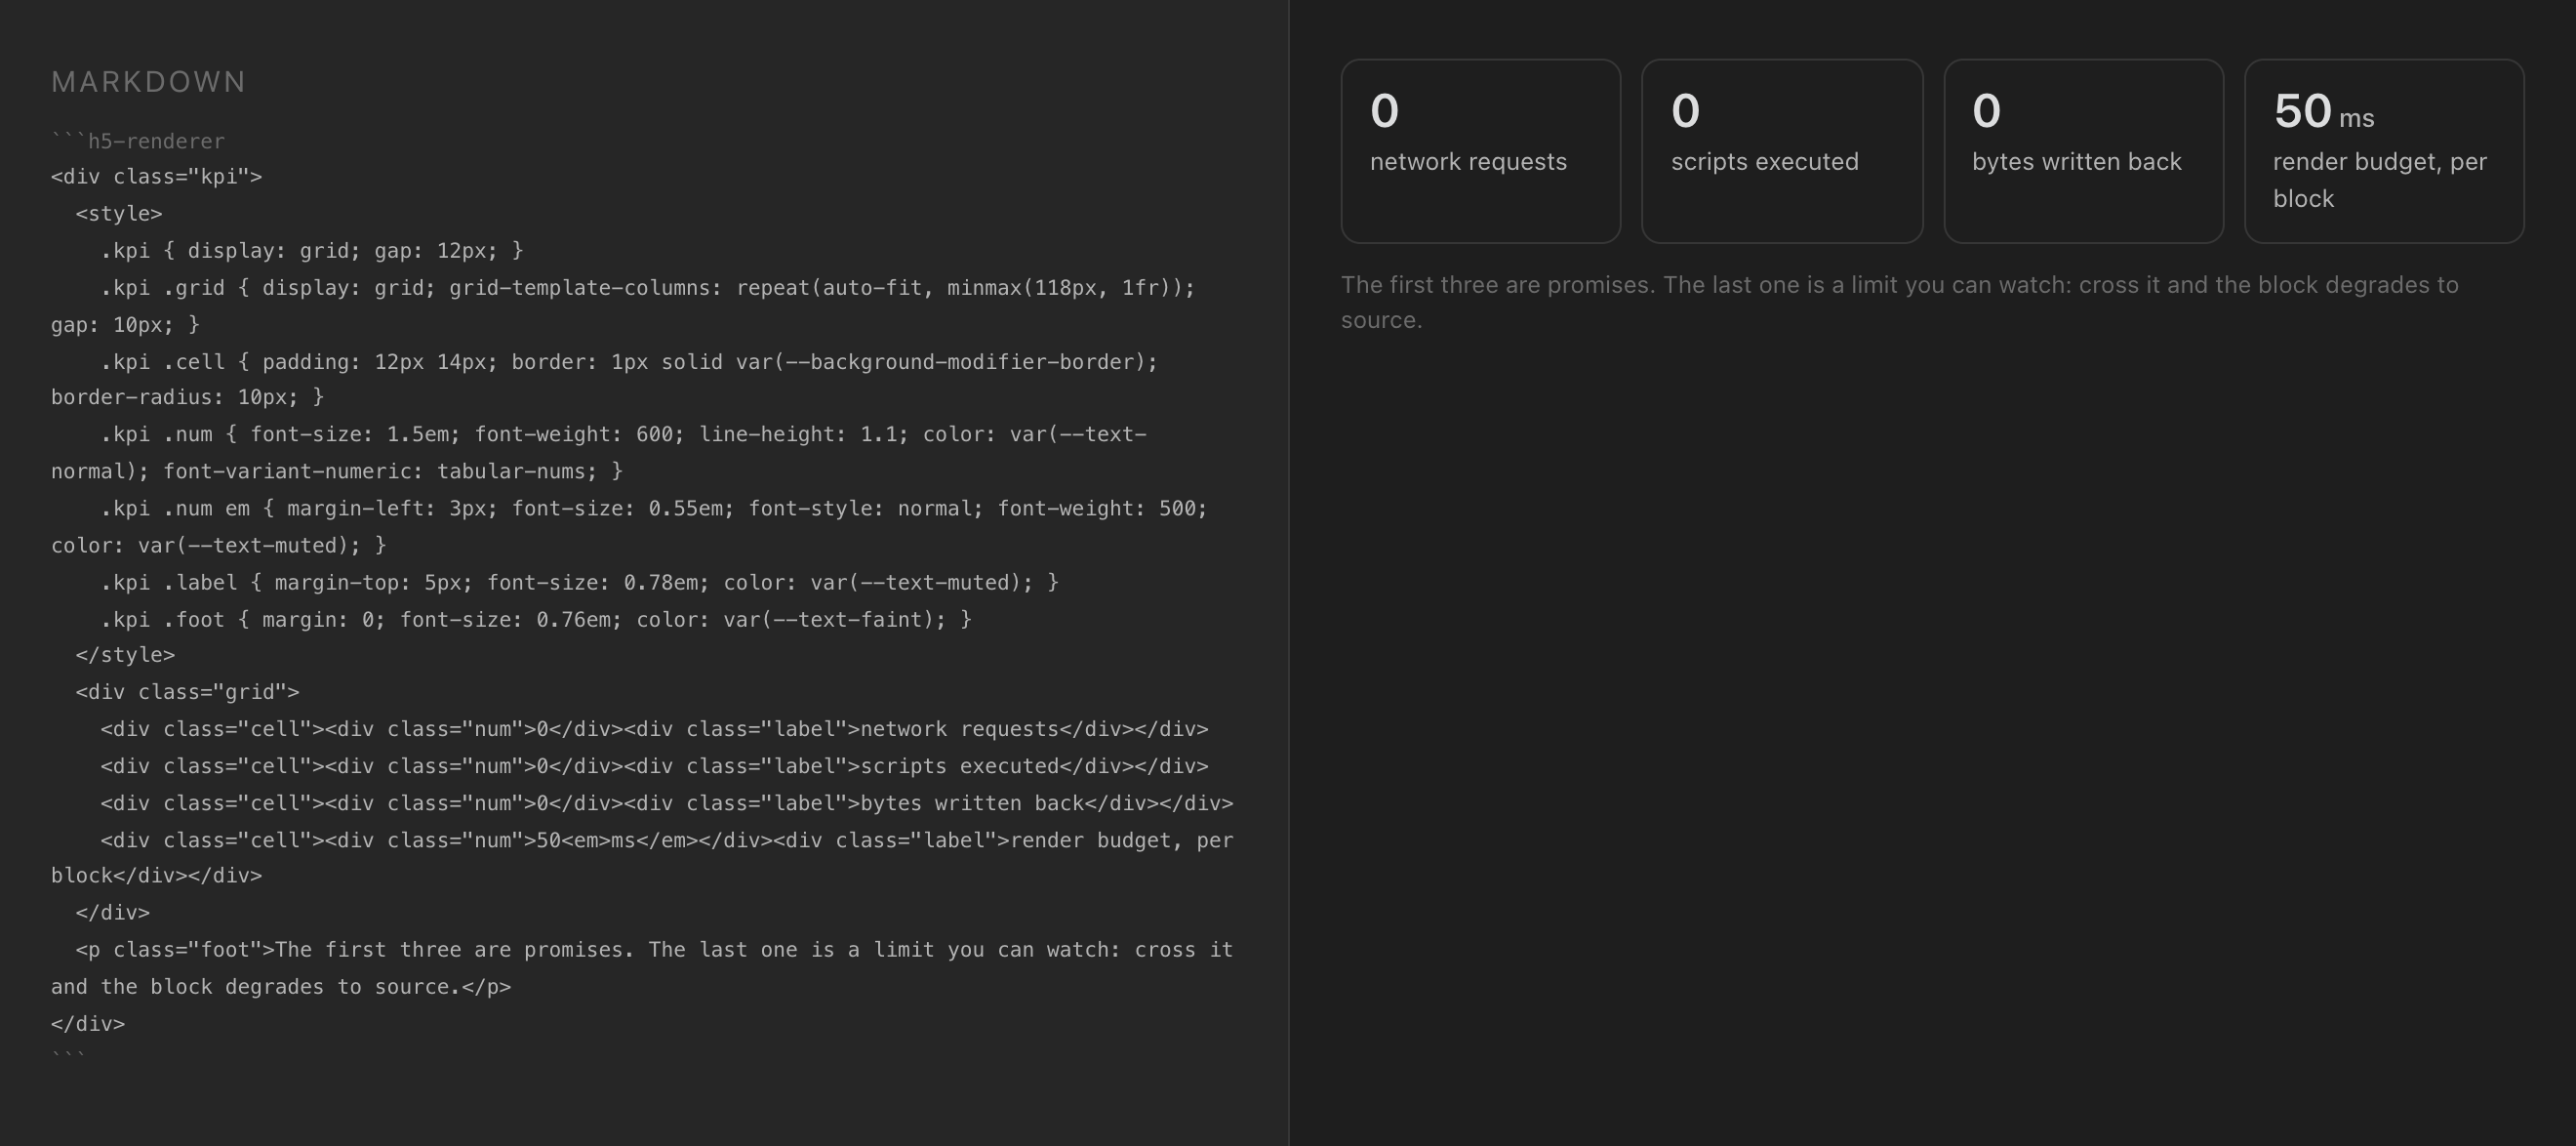 MARKDOWN
```h5-renderer
<div class="kpi">
  <style>
    .kpi { display: grid; gap: 12px; }
    .kpi .grid { display: grid; grid-template-columns: repeat(auto-fit, minmax(118px, 1fr));
gap: 10px; }
    .kpi .cell { padding: 12px 14px; border: 1px solid var(--background-modifier-border);
border-radius: 10px; }
    .kpi .num { font-size: 1.5em; font-weight: 600; line-height: 1.1; color: var(--text-
normal); font-variant-numeric: tabular-nums; }
    .kpi .num em { margin-left: 3px; font-size: 0.55em; font-style: normal; font-weight: 500;
color: var(--text-muted); }
    .kpi .label { margin-top: 5px; font-size: 0.78em; color: var(--text-muted); }
    .kpi .foot { margin: 0; font-size: 0.76em; color: var(--text-faint); }
  </style>
  <div class="grid">
    <div class="cell"><div class="num">0</div><div class="label">network requests</div></div>
    <div class="cell"><div class="num">0</div><div class="label">scripts executed</div></div>
    <div class="cell"><div class="num">0</div><div class="label">bytes written back</div></div>
    <div class="cell"><div class="num">50<em>ms</em></div><div class="label">render budget, per
block</div></div>
  </div>
  <p class="foot">The first three are promises. The last one is a limit you can watch: cross it
and the block degrades to source.</p>
</div>
```
0
network requests
0
scripts executed
0
bytes written back
50 ms
render budget, per
block
The first three are promises. The last one is a limit you can watch: cross it and the block degrades to
source.